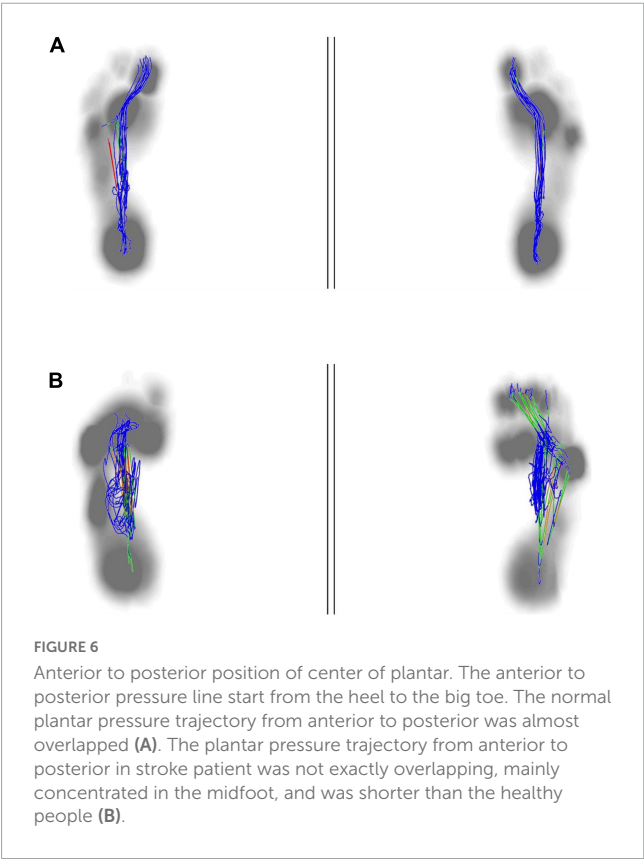 A
B
FIGURE 6
Anterior to posterior position of center of plantar. The anterior to
posterior pressure line start from the heel to the big toe. The normal
plantar pressure trajectory from anterior to posterior was almost
overlapped (A). The plantar pressure trajectory from anterior to
posterior in stroke patient was not exactly overlapping, mainly
concentrated in the midfoot, and was shorter than the healthy
people (B).